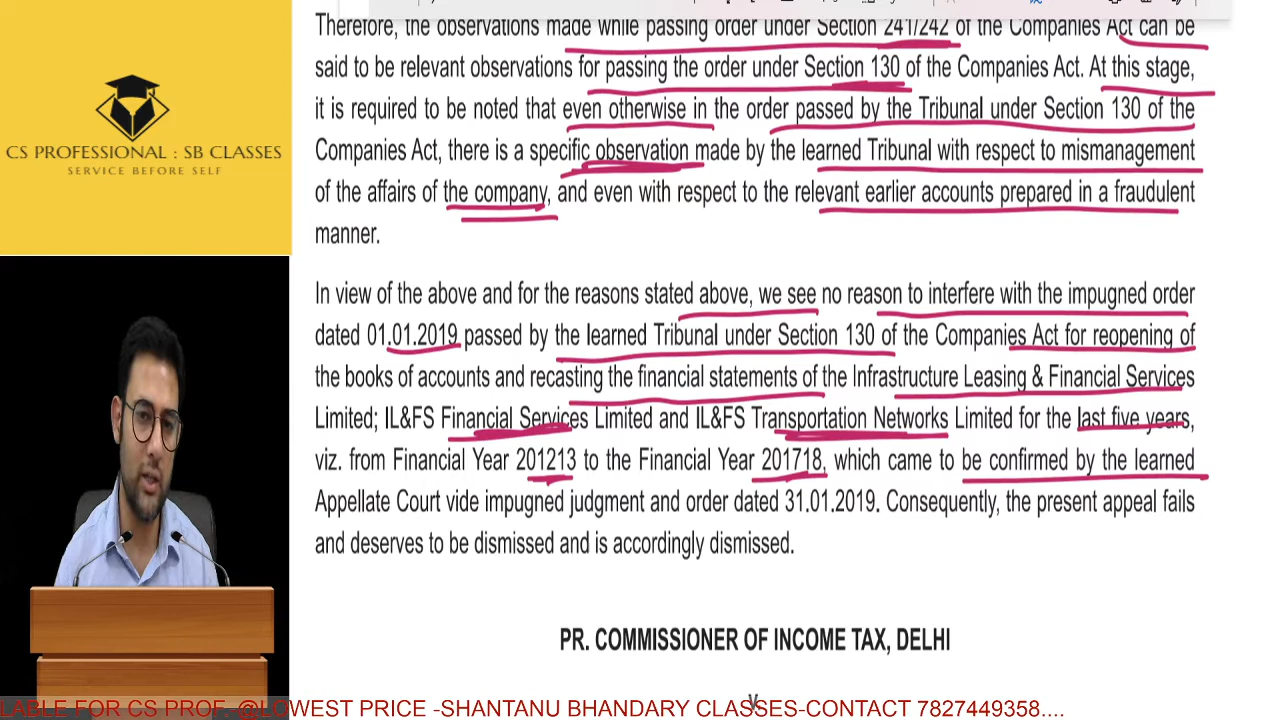 Therefore, the observations made while passing order under Section 241/242 of the Companies Act can be
said to be relevant observations for passing the order under Section 130 of the Companies Act. At this stage,
it is required to be noted that even otherwise in the order passed by the Tribunal under Section 130 of the
Companies Act, there is a specific observation made by the learned Tribunal with respect to mismanagement
of the affairs of the company, and even with respect to the relevant earlier accounts prepared in a fraudulent
manner.
CS PROFESSIONAL : SB CLASSES
SERVICE BEFORE SELF
In view of the above and for the reasons stated above, we see no reason to interfere with the impugned order
dated 01.01.2019 passed by the learned Tribunal under Section 130 of the Companies Act for reopening of
the books of accounts and recasting the financial statements of the Infrastructure Leasing & Financial Services
Limited; IL&FS Financial Services Limited and IL&FS Transportation Networks Limited for the last five years,
viz. from Financial Year 201213 to the Financial Year 201718, which came to be confirmed by the learned
Appellate Court vide impugned judgment and order dated 31.01.2019. Consequently, the present appeal fails
and deserves to be dismissed and is accordingly dismissed.
PR. COMMISSIONER OF INCOME TAX, DELHI
v
LABLE FOR CS PROF.-@LOWEST PRICE -SHANTANU BHANDARY CLASSES-CONTACT 7827449358....